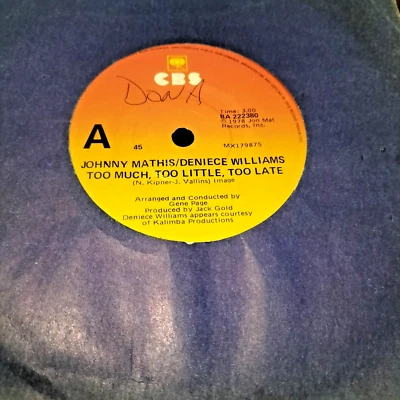 CBS
DONA
Time: 3.00
BA 222380
℗ 1978 Jon Mat
Records, Inc.
A
45
MX179875
JOHNNY MATHIS/DENIECE WILLIAMS
TOO MUCH, TOO LITTLE, TOO LATE
(N. Kipner-J. Vallins) Image
Arranged and Conducted by
Gene Page
Produced by Jack Gold
Deniece Williams appears courtesy
of Kalimba Productions